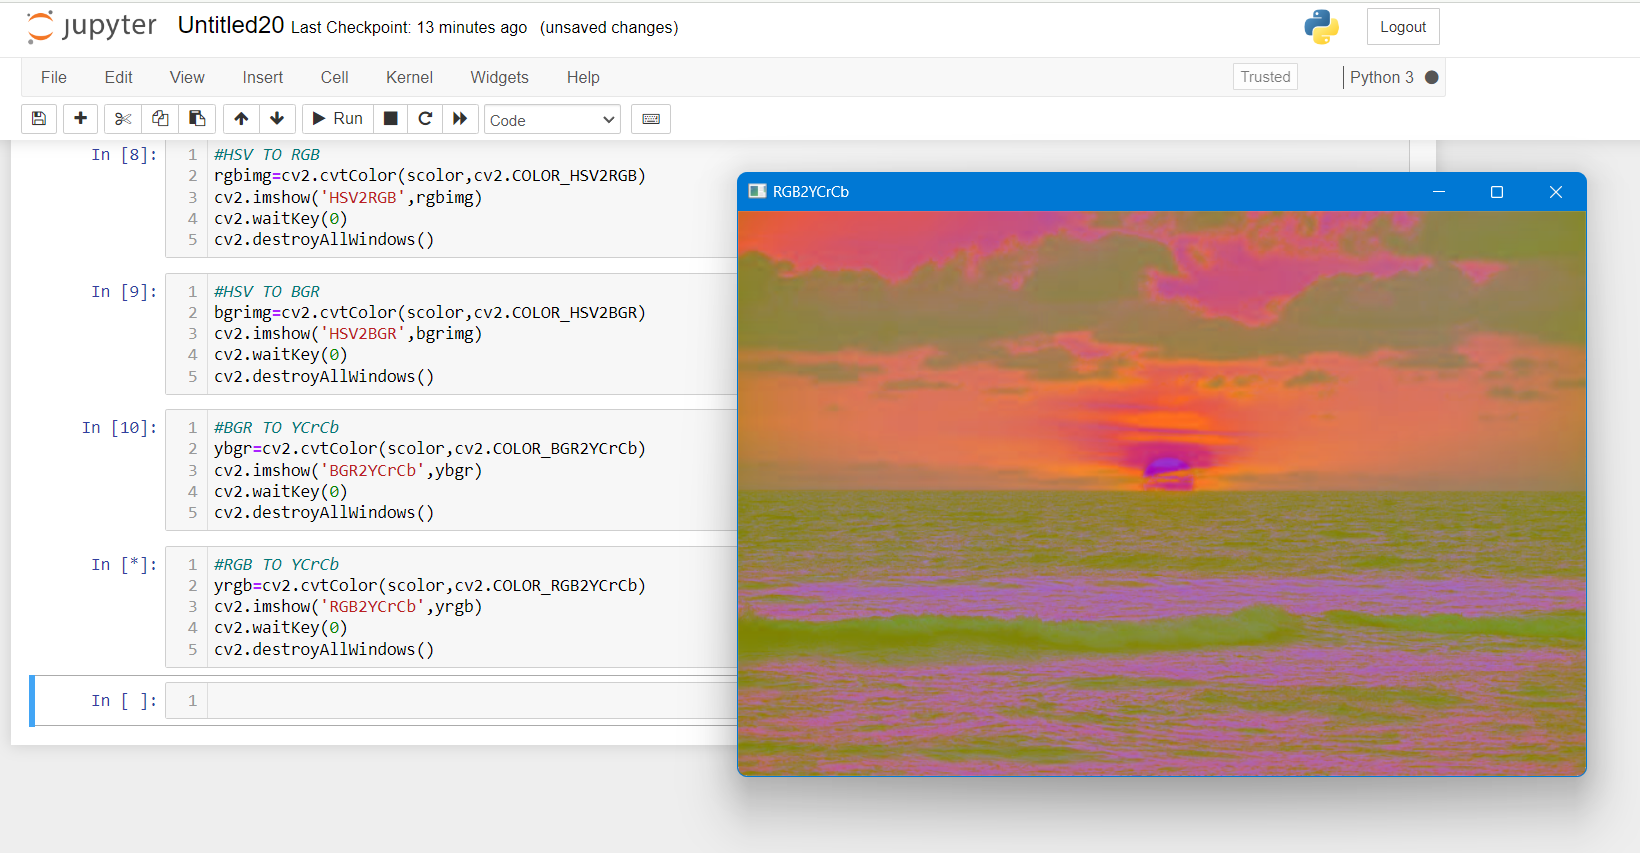 jupyter Untitled20 Last Checkpoint: 13 minutes ago (unsaved changes)
Logout
File Edit View Insert Cell Kernel Widgets Help
Trusted
Python 3
Run
Code
In [8]:
1 #HSV TO RGB
2 rgbimg=cv2.cvtColor(scolor,cv2.COLOR_HSV2RGB)
3 cv2.imshow('HSV2RGB',rgbimg)
4 cv2.waitKey(0)
5 cv2.destroyAllWindows()
In [9]:
1 #HSV TO BGR
2 bgrimg=cv2.cvtColor(scolor,cv2.COLOR_HSV2BGR)
3 cv2.imshow('HSV2BGR',bgrimg)
4 cv2.waitKey(0)
5 cv2.destroyAllWindows()
In [10]:
1 #BGR TO YCrCb
2 ybgr=cv2.cvtColor(scolor,cv2.COLOR_BGR2YCrCb)
3 cv2.imshow('BGR2YCrCb',ybgr)
4 cv2.waitKey(0)
5 cv2.destroyAllWindows()
In [*]:
1 #RGB TO YCrCb
2 yrgb=cv2.cvtColor(scolor,cv2.COLOR_RGB2YCrCb)
3 cv2.imshow('RGB2YCrCb',yrgb)
4 cv2.waitKey(0)
5 cv2.destroyAllWindows()
In [ ]:
1
RGB2YCrCb